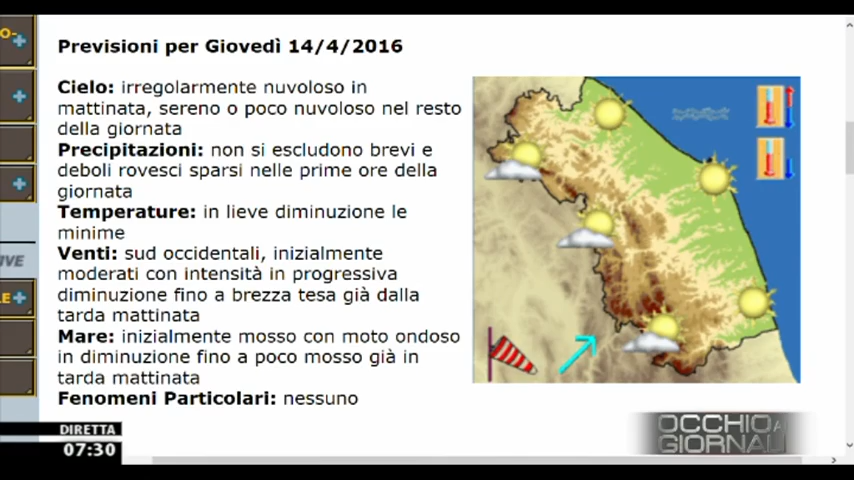 Previsioni per Giovedì 14/4/2016
Cielo: irregolarmente nuvoloso in
mattinata, sereno o poco nuvoloso nel resto
della giornata
Precipitazioni: non si escludono brevi e
deboli rovesci sparsi nelle prime ore della
giornata
Temperature: in lieve diminuzione le
minime
Venti: sud occidentali, inizialmente
moderati con intensità in progressiva
diminuzione fino a brezza tesa già dalla
tarda mattinata
Mare: inizialmente mosso con moto ondoso
in diminuzione fino a poco mosso già in
tarda mattinata
Fenomeni Particolari: nessuno
DIRETTA
07:30
OCCHIO AI
GIORNALI